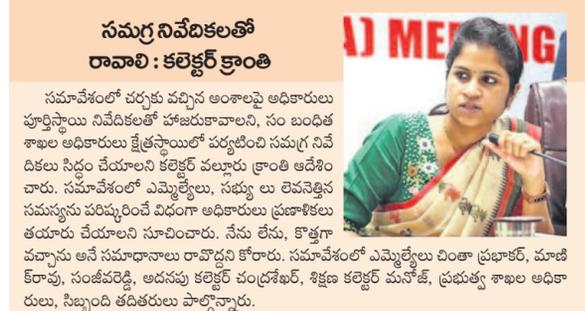 సమగ్ర నివేదికలతో
రావాలి : కలెక్టర్ క్రాంతి
A) MEETING
సమావేశంలో చర్చకు వచ్చిన అంశాలపై అధికారులు
పూర్తిస్థాయి నివేదికలతో హాజరుకావాలని, సం బంధిత
శాఖల అధికారులు క్షేత్రస్థాయిలో పర్యటించి సమగ్ర నివే
దికలు సిద్ధం చేయాలని కలెక్టర్ వల్లూరు క్రాంతి ఆదేశిం
చారు. సమావేశంలో ఎమ్మెల్యేలు, సభ్యు లు లెవనెత్తిన
సమస్యను పరిష్కరించే విధంగా అధికారులు ప్రణాళికలు
తయారు చేయాలని సూచించారు. నేను లేను, కొత్తగా
వచ్చాను అనే సమాధానాలు రావొద్దని కోరారు. సమావేశంలో ఎమ్మెల్యేలు చింతా ప్రభాకర్, మాణి
క్‌రావు, సంజీవరెడ్డి, అదనపు కలెక్టర్ చంద్రశేఖర్, శిక్షణ కలెక్టర్ మనోజ్, ప్రభుత్వ శాఖల అధికా
రులు, సిబ్బంది తదితరులు పాల్గొన్నారు.